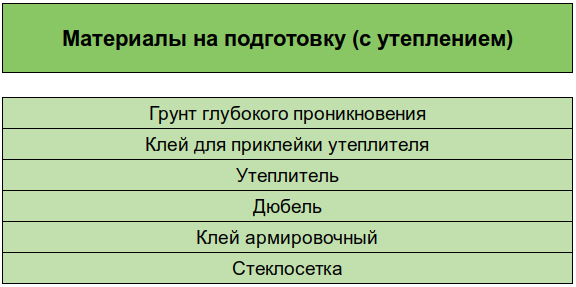 Материалы на подготовку (с утеплением)
Грунт глубокого проникновения
Клей для приклейки утеплителя
Утеплитель
Дюбель
Клей армировочный
Стеклосетка